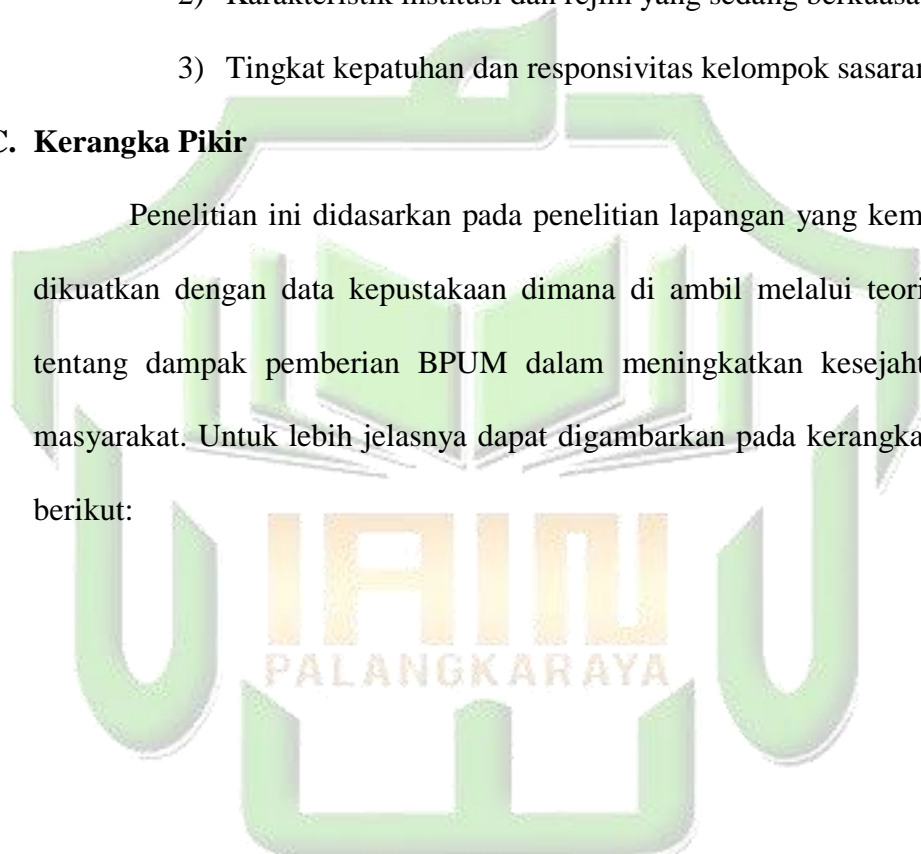 2) Karakteristik institusi dan rejim yang sedang berkuasa
3) Tingkat kepatuhan dan responsivitas kelompok sasaran
C. Kerangka Pikir
Penelitian ini didasarkan pada penelitian lapangan yang
dikuatkan dengan data kepustakaan dimana di ambil melalui teori
tentang dampak pemberian BPUM dalam meningkatkan
masyarakat. Untuk lebih jelasnya dapat digambarkan pada kerangka
berikut:
IAIN
PALANGKARAYA